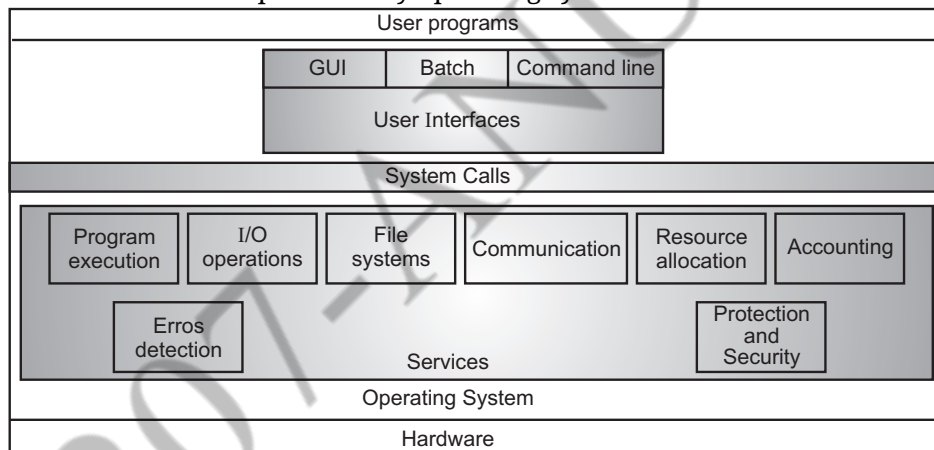 User programs
GUI Batch Command line
User Interfaces
System Calls
Program execution
I/O operations
File systems
Communication
Resource allocation
Accounting
Erros detection
Protection and Security
Services
Operating System
Hardware